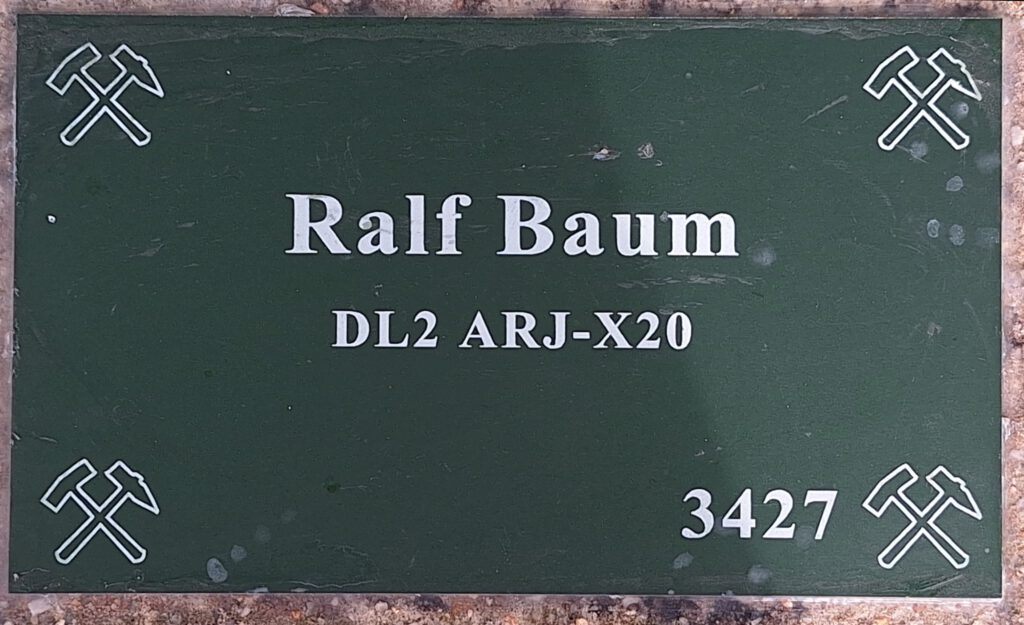 Ralf Baum
DL2 ARJ-X20
3427